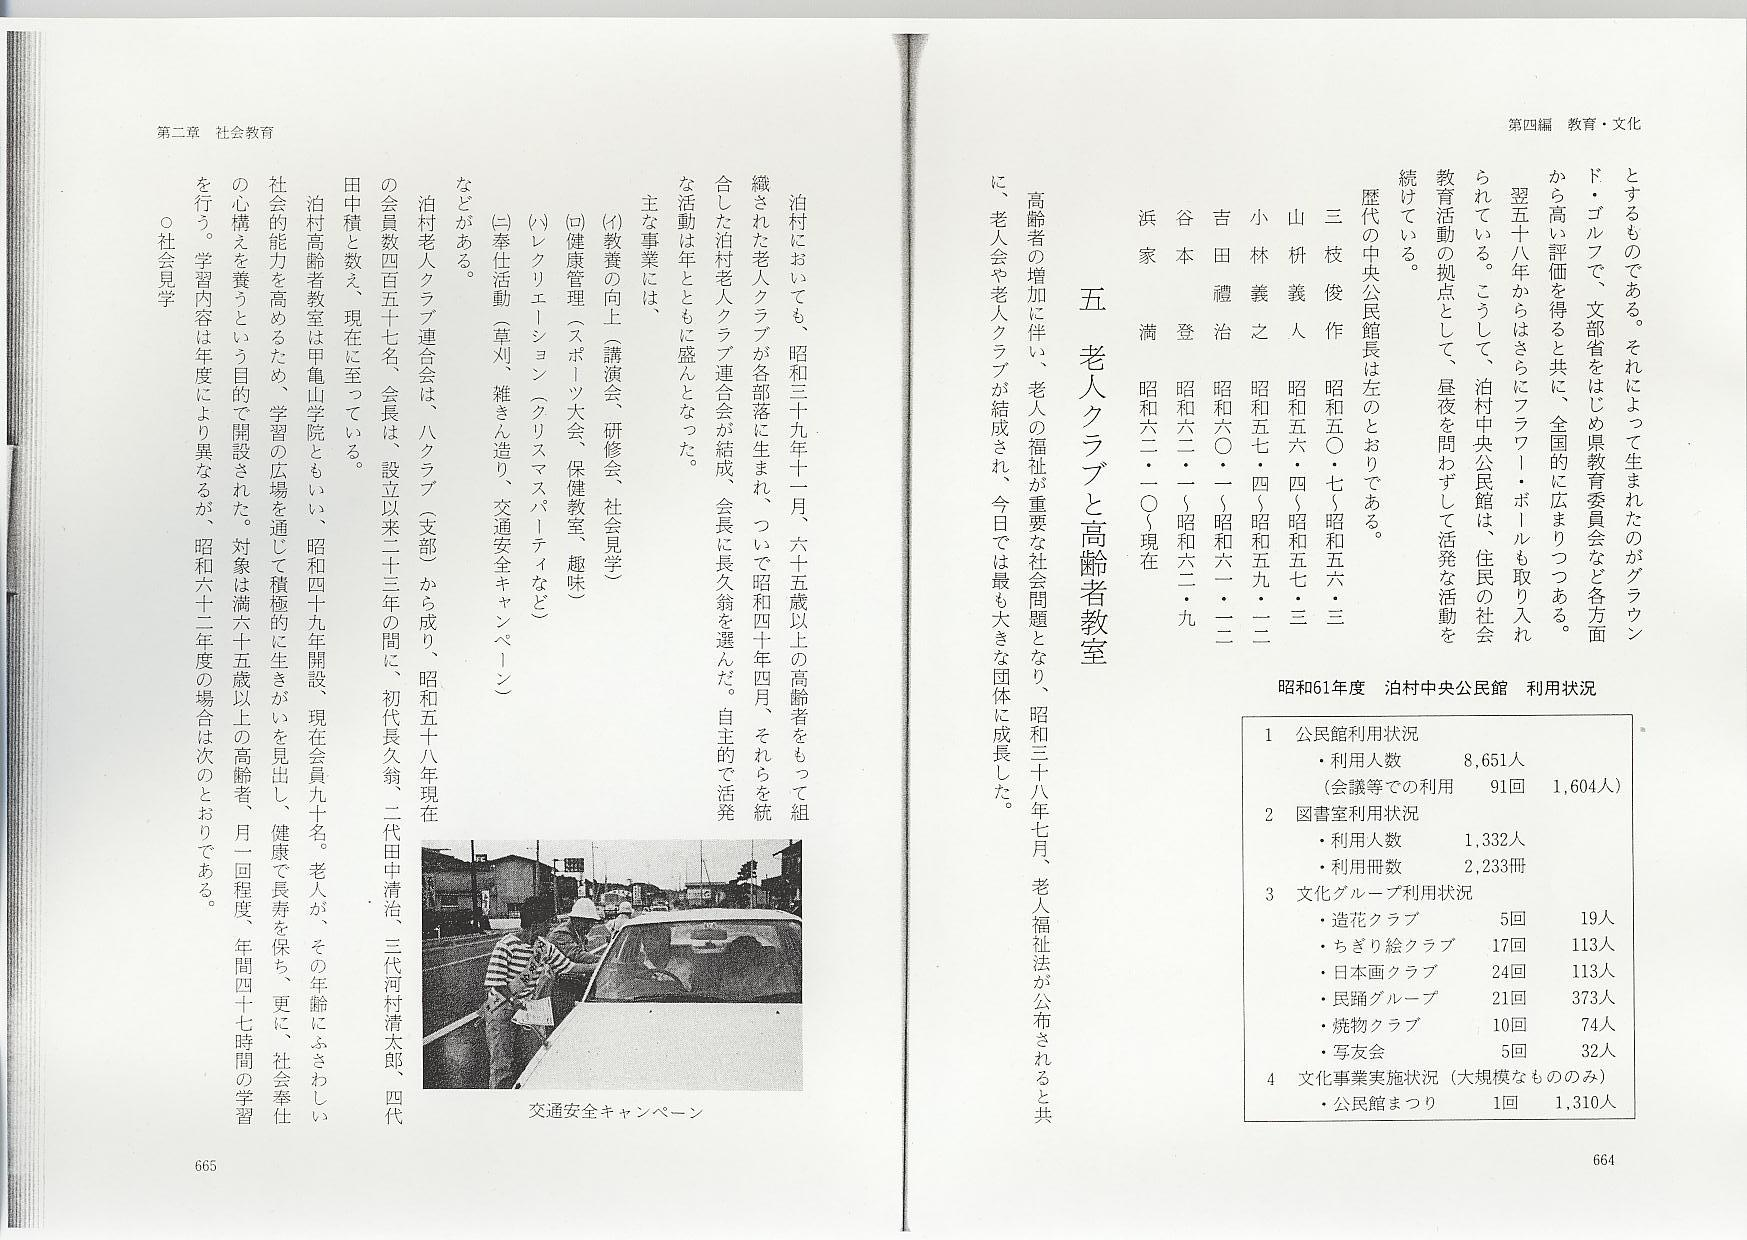 第四編　教育・文化
とするものである。それによって生まれたのがグラウン
ド・ゴルフで、文部省をはじめ県教育委員会など各方面
から高い評価を得ると共に、全国的に広まりつつある。
翌五十八年からはさらにフラワー・ボールも取り入れ
られている。こうして、泊村中央公民館は、住民の社会
教育活動の拠点として、昼夜を問わずして活発な活動を
続けている。
歴代の中央公民館長は左のとおりである。
三枝俊作　昭和五〇・七〜昭和五六・三
山枡義人　昭和五六・四〜昭和五七・三
小林義之　昭和五七・四〜昭和五九・一二
吉田禮治　昭和六〇・一〜昭和六一・一二
谷本登　昭和六二・一〜昭和六二・九
浜家満　昭和六二・一〇〜現在
昭和61年度　泊村中央公民館　利用状況
1　公民館利用状況
・利用人数　8,651人
（会議等での利用　91回　1,604人）
2　図書室利用状況
・利用人数　1,332人
・利用冊数　2,233冊
3　文化グループ利用状況
・造花クラブ　5回　19人
・ちぎり絵クラブ　17回　113人
・日本画クラブ　24回　113人
・民踊グループ　21回　373人
・焼物クラブ　10回　74人
・写友会　5回　32人
4　文化事業実施状況（大規模なもののみ）
・公民館まつり　1回　1,310人
五　老人クラブと高齢者教室
高齢者の増加に伴い、老人の福祉が重要な社会問題となり、昭和三十八年七月、老人福祉法が公布されると共
に、老人会や老人クラブが結成され、今日では最も大きな団体に成長した。
664
第二章　社会教育
泊村においても、昭和三十九年十一月、六十五歳以上の高齢者をもって組
織された老人クラブが各部落に生まれ、ついで昭和四十年四月、それらを統
合した泊村老人クラブ連合会が結成、会長に長久翁を選んだ。自主的で活発
な活動は年とともに盛んとなった。
主な事業には、
(イ)教養の向上（講演会、研修会、社会見学）
(ロ)健康管理（スポーツ大会、保健教室、趣味）
(ハ)レクリエーション（クリスマスパーティなど）
(ニ)奉仕活動（草刈、雑きん造り、交通安全キャンペーン）
などがある。
泊村老人クラブ連合会は、八クラブ（支部）から成り、昭和五十八年現在
の会員数四百五十七名、会長は、設立以来二十三年の間に、初代長久翁、二代田中清治、三代河村清太郎、四代
田中積と数え、現在に至っている。
泊村高齢者教室は甲亀山学院ともいい、昭和四十九年開設、現在会員九十名。老人が、その年齢にふさわしい
社会的能力を高めるため、学習の広場を通じて積極的に生きがいを見出し、健康で長寿を保ち、更に、社会奉仕
の心構えを養うという目的で開設された。対象は満六十五歳以上の高齢者、月一回程度、年間四十七時間の学習
を行う。学習内容は年度により異なるが、昭和六十二年度の場合は次のとおりである。
○社会見学
交通安全キャンペーン
665